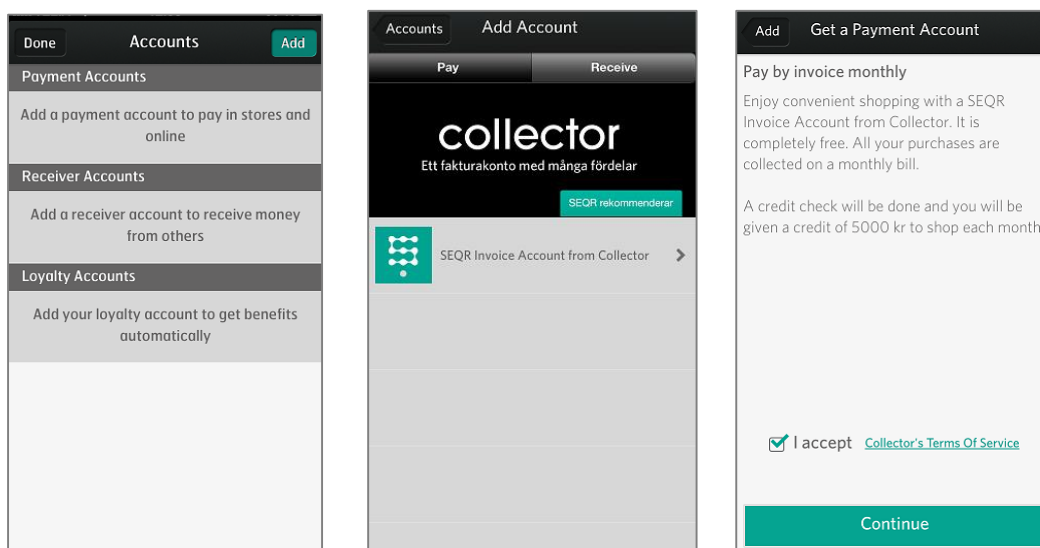 Done
Accounts
Add
Payment Accounts
Add a payment account to pay in stores and
online
Receiver Accounts
Add a receiver account to receive money
from others
Loyalty Accounts
Add your loyalty account to get benefits
automatically
Accounts
Add Account
Pay
Receive
collector
Ett fakturakonto med många fördelar
SEQR rekommenderar
SEQR Invoice Account from Collector
Add
Get a Payment Account
Pay by invoice monthly
Enjoy convenient shopping with a SEQR
Invoice Account from Collector. It is
completely free. All your purchases are
collected on a monthly bill.
A credit check will be done and you will be
given a credit of 5000 kr to shop each month
I accept
Collector's Terms Of Service
Continue